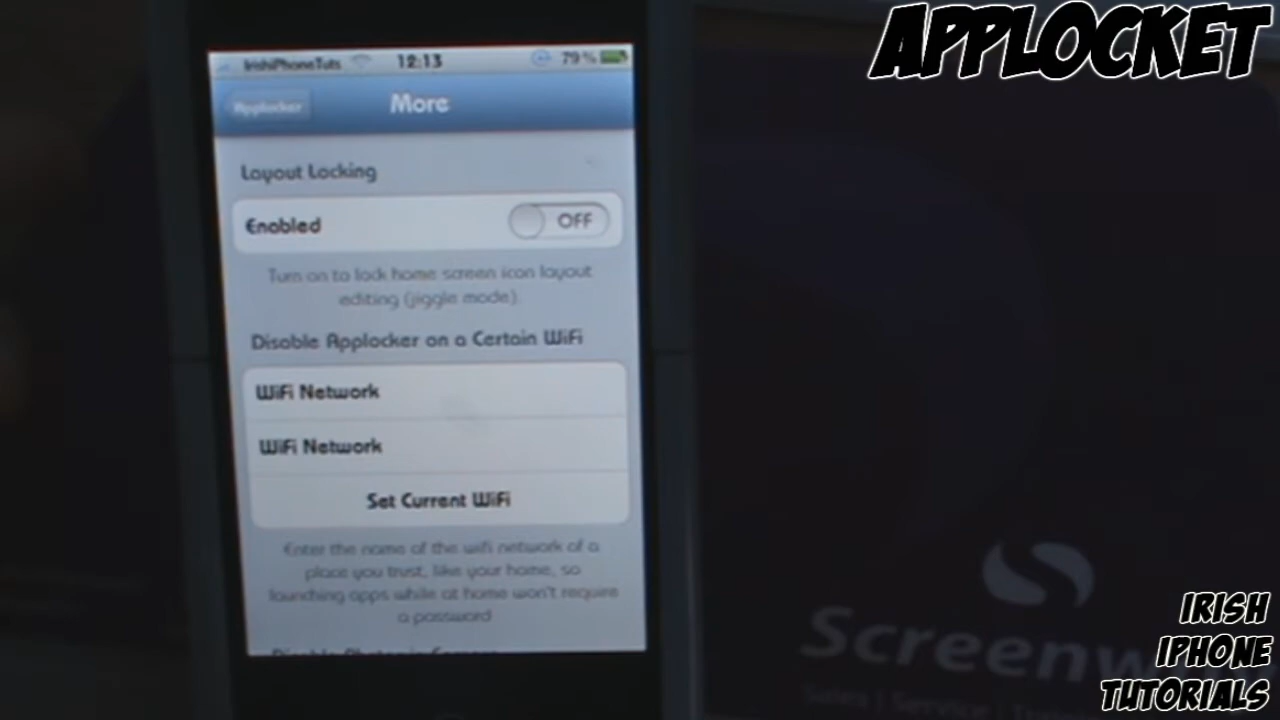 APPLOCKET
IrishiPhoneTuts 12:13 79%
Applocker More
Layout Locking
Enabled OFF
Turn on to lock home screen icon layout
editing (jiggle mode).
Disable Applocker on a Certain WiFi
WiFi Network
WiFi Network
Set Current WiFi
Enter the name of the wifi network of a
place you trust, like your home, so
launching apps while at home won't require
a password
Screenw
Sales | Service |
IRISH
IPHONE
TUTORIALS